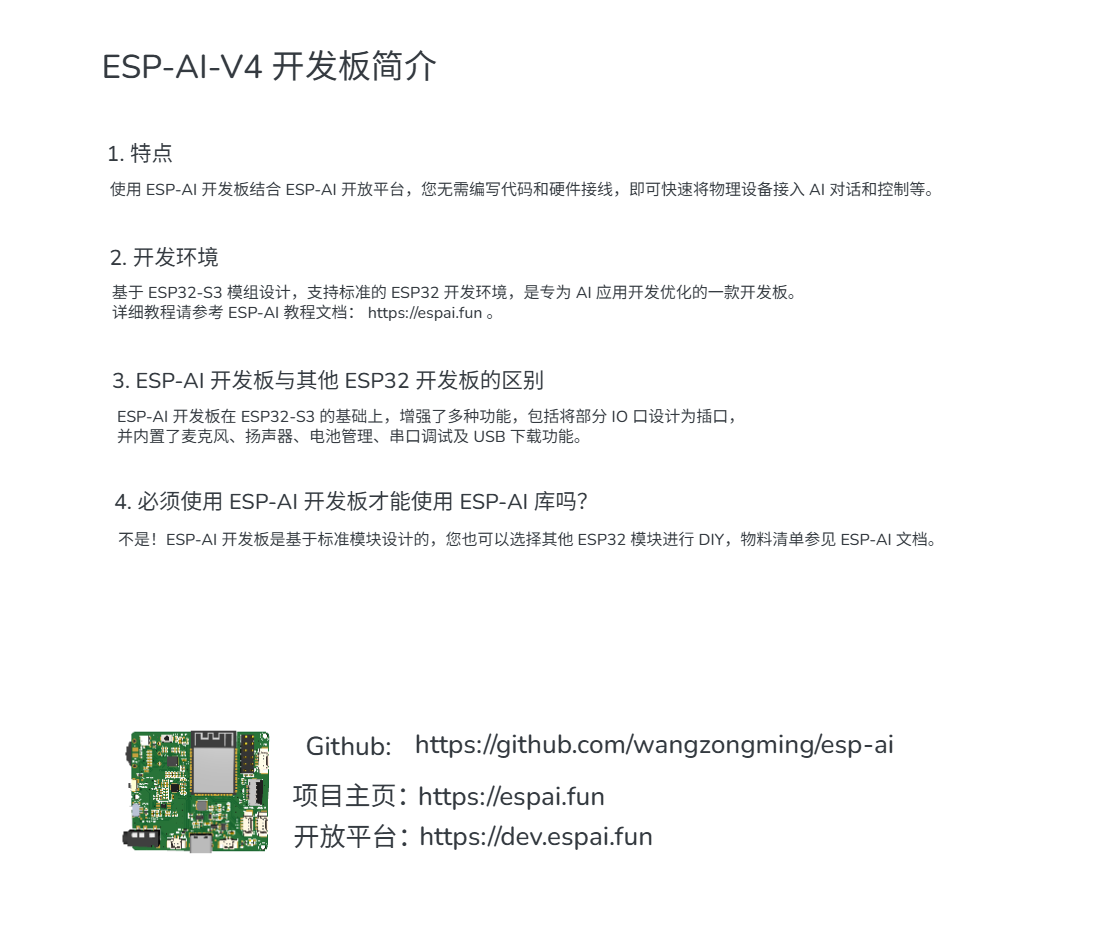 ESP-AI-V4 开发板简介
1. 特点
使用 ESP-AI 开发板结合 ESP-AI 开放平台，您无需编写代码和硬件接线，即可快速将物理设备接入 AI 对话和控制等。
2. 开发环境
基于 ESP32-S3 模组设计，支持标准的 ESP32 开发环境，是专为 AI 应用开发优化的一款开发板。
详细教程请参考 ESP-AI 教程文档： https://espai.fun 。
3. ESP-AI 开发板与其他 ESP32 开发板的区别
ESP-AI 开发板在 ESP32-S3 的基础上，增强了多种功能，包括将部分 IO 口设计为插口，
并内置了麦克风、扬声器、电池管理、串口调试及 USB 下载功能。
4. 必须使用 ESP-AI 开发板才能使用 ESP-AI 库吗？
不是！ESP-AI 开发板是基于标准模块设计的，您也可以选择其他 ESP32 模块进行 DIY，物料清单参见 ESP-AI 文档。
Github: https://github.com/wangzongming/esp-ai
项目主页：https://espai.fun
开放平台：https://dev.espai.fun